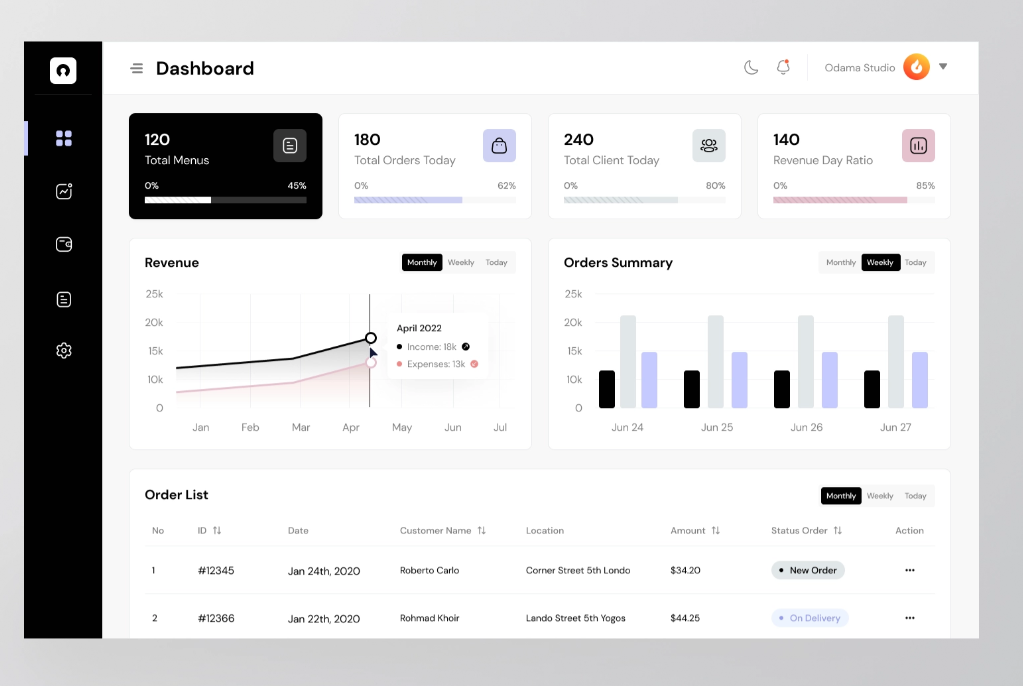 Dashboard
Odama Studio
120
Total Menus
0% 45%
180
Total Orders Today
0% 62%
240
Total Client Today
0% 80%
140
Revenue Day Ratio
0% 85%
Revenue
Monthly Weekly Today
25k
20k
15k
10k
0
Jan Feb Mar Apr May Jun Jul
April 2022
Income: 18k
Expenses: 13k
Orders Summary
Monthly Weekly Today
25k
20k
15k
10k
0
Jun 24 Jun 25 Jun 26 Jun 27
Order List
Monthly Weekly Today
No ID Date Customer Name Location Amount Status Order Action
1 #12345 Jan 24th, 2020 Roberto Carlo Corner Street 5th Londo $34.20 New Order
2 #12366 Jan 22th, 2020 Rohmad Khoir Lando Street 5th Yogos $44.25 On Delivery